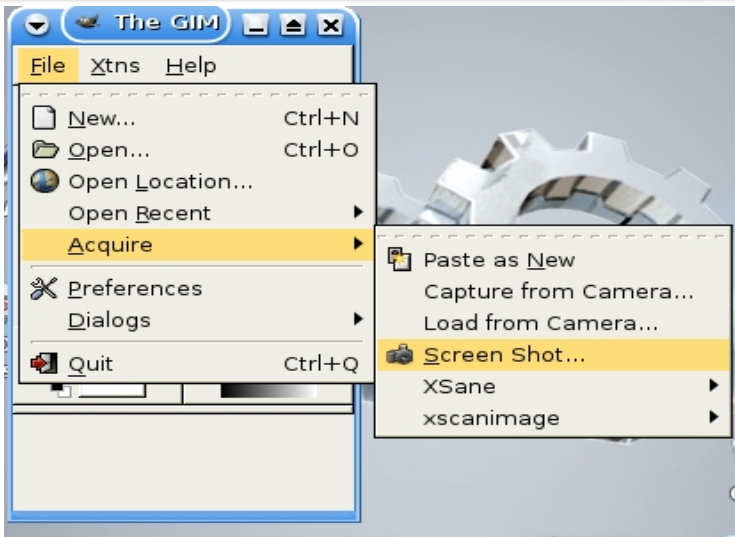 The GIM
File Xtns Help
New... Ctrl+N
Open... Ctrl+O
Open Location...
Open Recent
Acquire
Preferences
Dialogs
Quit Ctrl+Q
Paste as New
Capture from Camera...
Load from Camera...
Screen Shot...
XSane
xscanimage